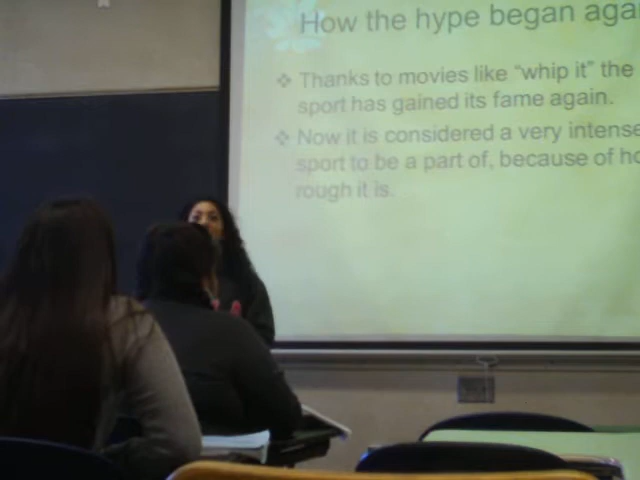 How the hype began aga
❖ Thanks to movies like “whip it” the
sport has gained its fame again.
❖ Now it is considered a very intense
sport to be a part of, because of ho
rough it is.